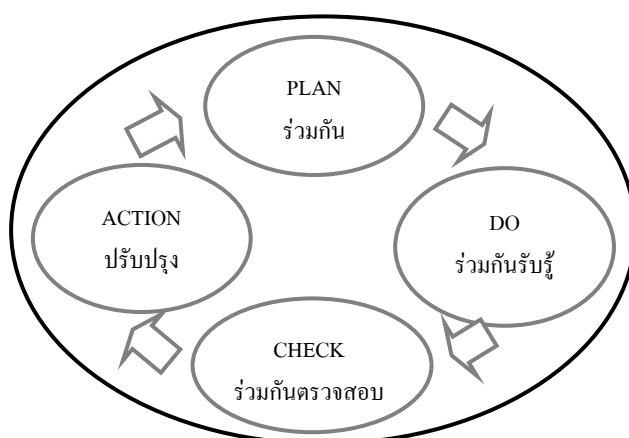 PLAN
ร่วมกัน
DO
ร่วมกันรับรู้
CHECK
ร่วมกันตรวจสอบ
ACTION
ปรับปรุง